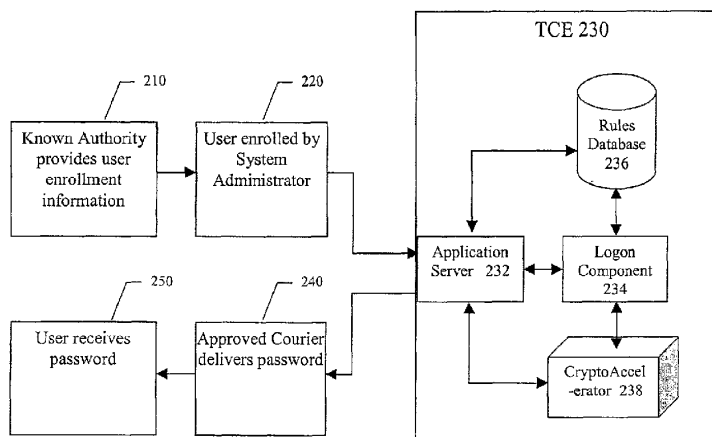 TCE 230
210
220
Known Authority
provides user
enrollment
information
User enrolled by
System
Administrator
Rules
Database
236
Application
Server 232
Logon
Component
234
250
240
User receives
password
Approved Courier
delivers password
CryptoAccel
-erator 238